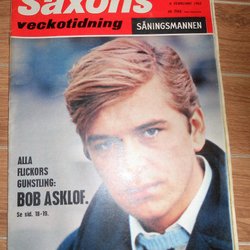 Saxons
veckotidning
SÅNINGSMANNEN
ALLA
FLICKORS
GUNSTLING:
BOB ASKLOF.
Se sid. 18-19.